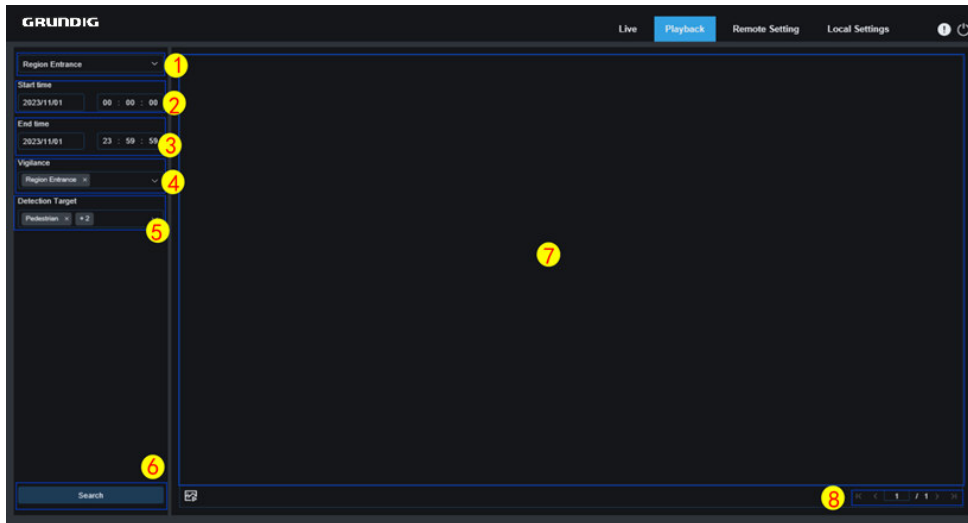 GRUNDIG
Live Playback Remote Setting Local Settings
Region Entrance
1
Start time
2023/11/01 00 : 00 : 00
2
End time
2023/11/01 23 : 59 : 59
3
Vigilance
Region Entrance ×
4
Detection Target
Pedestrian × +2
5
7
6
Search
8
1 / 1